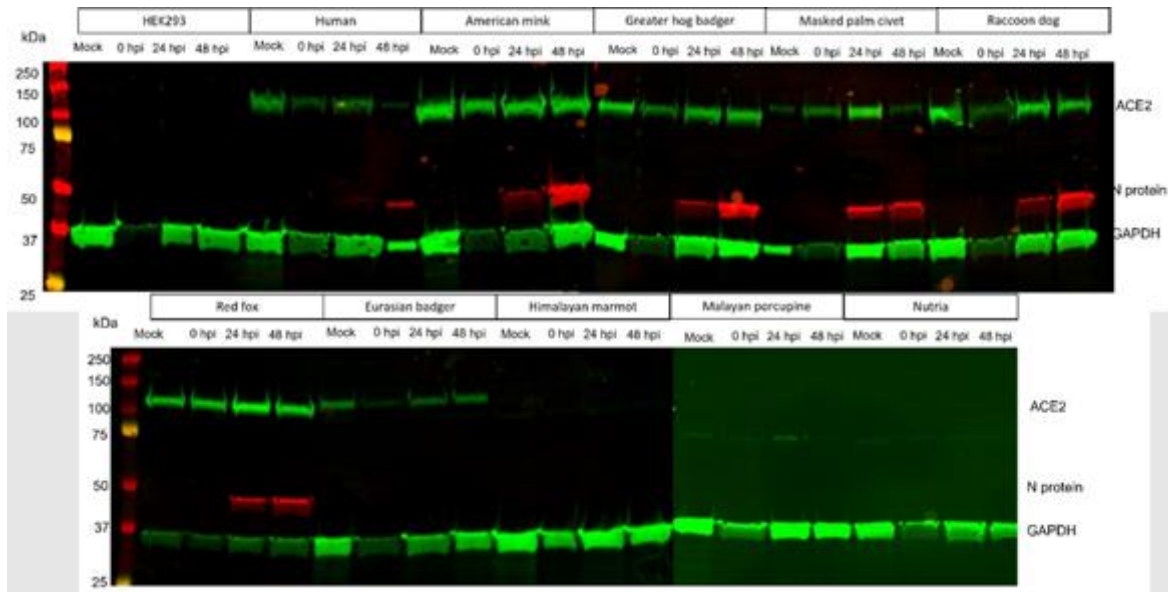 HEK293 Human American mink Greater hog badger Masked palm civet Raccoon dog
kDa Mock 0 hpi 24 hpi 48 hpi Mock 0 hpi 24 hpi 48 hpi Mock 0 hpi 24 hpi 48 hpi Mock 0 hpi 24 hpi 48 hpi Mock 0 hpi 24 hpi 48 hpi Mock 0 hpi 24 hpi 48 hpi
250
150
100 ACE2
75
50 N protein
37 GAPDH
25
Red fox Eurasian badger Himalayan marmot Malayan porcupine Nutria
kDa Mock 0 hpi 24 hpi 48 hpi Mock 0 hpi 24 hpi 48 hpi Mock 0 hpi 24 hpi 48 hpi Mock 0 hpi 24 hpi 48 hpi Mock 0 hpi 24 hpi 48 hpi
250
150
100 ACE2
75
50 N protein
37 GAPDH
25